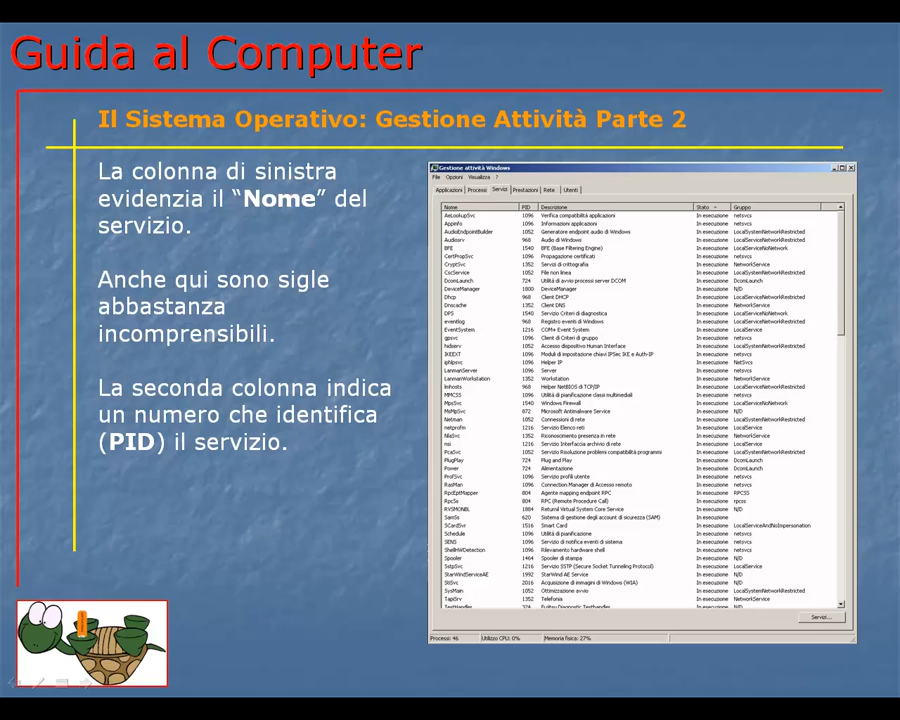 Guida al Computer
Il Sistema Operativo: Gestione Attività Parte 2
La colonna di sinistra
evidenzia il “Nome” del
servizio.
Anche qui sono sigle
abbastanza
incomprensibili.
La seconda colonna indica
un numero che identifica
(PID) il servizio.
Gestione attività Windows
File Opzioni Visualizza ?
Applicazioni Processi Servizi Prestazioni Rete Utenti
Nome PID Descrizione Stato Gruppo
AeLookupSvc 1096 Verifica compatibilità applicazioni In esecuzione netsvcs
Appinfo 1096 Informazioni applicazioni In esecuzione netsvcs
AudioEndpointBuilder 1052 Generatore endpoint audio di Windows In esecuzione LocalSystemNetworkRestricted
Audiosrv 968 Audio di Windows In esecuzione LocalServiceNetworkRestricted
BFE 1540 BFE (Base Filtering Engine) In esecuzione LocalServiceNoNetwork
CertPropSvc 1096 Propagazione certificati In esecuzione netsvcs
CryptSvc 1352 Servizi di crittografia In esecuzione NetworkService
CscService 1052 File non linea In esecuzione LocalSystemNetworkRestricted
DcomLaunch 724 Utilità di avvio processi server DCOM In esecuzione DcomLaunch
DeviceManager 1800 DeviceManager In esecuzione N/D
Dhcp 968 Client DHCP In esecuzione LocalServiceNetworkRestricted
Dnscache 1352 Client DNS In esecuzione NetworkService
DPS 1540 Servizio Criteri di diagnostica In esecuzione LocalServiceNoNetwork
eventlog 968 Registro eventi di Windows In esecuzione LocalServiceNetworkRestricted
EventSystem 1216 COM+ Event System In esecuzione LocalService
gpsvc 1096 Client di Criteri di gruppo In esecuzione netsvcs
hidserv 1052 Accesso dispositivo Human Interface In esecuzione LocalSystemNetworkRestricted
IKEEXT 1096 Moduli di impostazione chiavi IPSec IKE e Auth-IP In esecuzione netsvcs
iphlpsvc 1096 Helper IP In esecuzione NetSvcs
LanmanServer 1096 Server In esecuzione netsvcs
LanmanWorkstation 1352 Workstation In esecuzione NetworkService
lmhosts 968 Helper NetBIOS di TCP/IP In esecuzione LocalServiceNetworkRestricted
MMCSS 1096 Utilità di pianificazione classi multimediali In esecuzione netsvcs
MpsSvc 1540 Windows Firewall In esecuzione LocalServiceNoNetwork
MsMpSvc 872 Microsoft Antimalware Service In esecuzione N/D
Netman 1052 Connessioni di rete In esecuzione LocalSystemNetworkRestricted
netprofm 1216 Servizio Elenco reti In esecuzione LocalService
NlaSvc 1352 Riconoscimento presenza in rete In esecuzione NetworkService
nsi 1216 Servizio Interfaccia archivio di rete In esecuzione LocalService
PcaSvc 1052 Servizio Risoluzione problemi compatibilità programmi In esecuzione LocalSystemNetworkRestricted
PlugPlay 724 Plug and Play In esecuzione DcomLaunch
Power 724 Alimentazione In esecuzione DcomLaunch
ProfSvc 1096 Servizio profili utente In esecuzione netsvcs
RasMan 1096 Connection Manager di Accesso remoto In esecuzione netsvcs
RpcEptMapper 804 Agente mapping endpoint RPC In esecuzione RPCSS
RpcSs 804 RPC (Remote Procedure Call) In esecuzione rpcss
RVSMONBL 1884 Returnil Virtual System Core Service In esecuzione N/D
SamSs 620 Sistema di gestione degli account di sicurezza (SAM) In esecuzione
SCardSvr 1516 Smart Card In esecuzione LocalServiceAndNoImpersonation
Schedule 1096 Utilità di pianificazione In esecuzione netsvcs
SENS 1096 Servizio di notifica eventi di sistema In esecuzione netsvcs
ShellHWDetection 1096 Rilevamento hardware shell In esecuzione netsvcs
Spooler 1464 Spooler di stampa In esecuzione N/D
SstpSvc 1216 Servizio SSTP (Secure Socket Tunneling Protocol) In esecuzione LocalService
StarWindServiceAE 1992 StarWind AE Service In esecuzione N/D
StiSvc 2016 Acquisizione di immagini di Windows (WIA) In esecuzione N/D
SysMain 1052 Ottimizzazione avvio In esecuzione LocalSystemNetworkRestricted
TapiSrv 1352 Telefonia In esecuzione NetworkService
TestHandler 324 Fujitsu Diagnostic Testhandler In esecuzione N/D
Servizi...
Processi: 46 Utilizzo CPU: 0% Memoria fisica: 27%